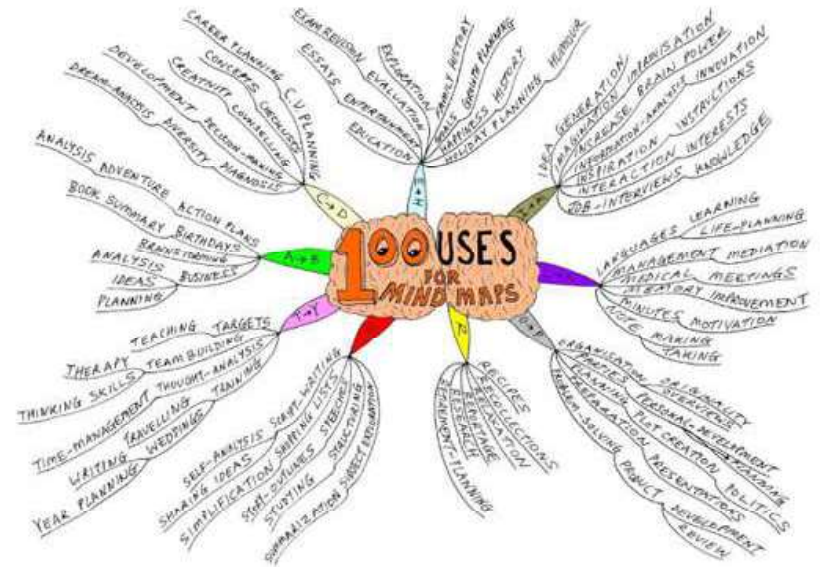 100 USES
FOR
MIND MAPS
A→B
ANALYSIS
ADVENTURE
ACTION PLANS
BOOK SUMMARY
BIRTHDAYS
BRAINSTORMING
ANALYSIS
IDEAS
PLANNING
BUSINESS
C→D
CAREER PLANNING
C.V PLANNING
CONCEPTS
CHECKLISTS
CREATIVITY
COUNSELLING
DEVELOPMENT
DECISION-MAKING
DREAM-ANALYSIS
DIVERSITY
DIAGNOSIS
E→H
EXAM REVISION
EVALUATION
EXPLORATION
ESSAYS
ENTERTAINMENT
EDUCATION
FAMILY HISTORY
GOALS
GROWTH PLANNING
HAPPINESS
HISTORY
HOLIDAY PLANNING
HUMOUR
IDEA GENERATION
IMAGINATION
IMPROVISATION
INCREASE BRAIN POWER
INFORMATION-ANALYSIS
INNOVATION
INSPIRATION
INSTRUCTIONS
INTERACTION
INTERESTS
JOB-INTERVIEWS
KNOWLEDGE
LANGUAGES
LEARNING
LIFE-PLANNING
MANAGEMENT
MEDIATION
MEDICAL
MEETINGS
MEMORY IMPROVEMENT
MINUTES
MOTIVATION
NOTE MAKING
TAKING
ORGANISATION
ORIGINALITY
OVERVIEWS
PARTIES
PERSONAL-DEVELOPMENT
PLANNING
PLOT CREATION
POLITICS
PREPARATION
PRESENTATIONS
PROBLEM-SOLVING
PRODUCT
DEVELOPMENT
REVIEW
R
RECIPES
RECOLLECTIONS
RELAXATION
REPORTAGE
RESEARCH
RETIREMENT-PLANNING
SCRIPT-WRITING
SELF-ANALYSIS
SHARING IDEAS
SHOPPING LISTS
SIMPLIFICATION
SPEECHES
STORY-OUTLINES
STRUCTURING
STUDYING
SUBJECT EXPLORATION
SUMMARIZATION
T→Y
TEACHING
TARGETS
THERAPY
TEAM BUILDING
THINKING SKILLS
THOUGHT-ANALYSIS
TIME-MANAGEMENT
TRAINING
TRAVELLING
WRITING
WEDDINGS
YEAR PLANNING